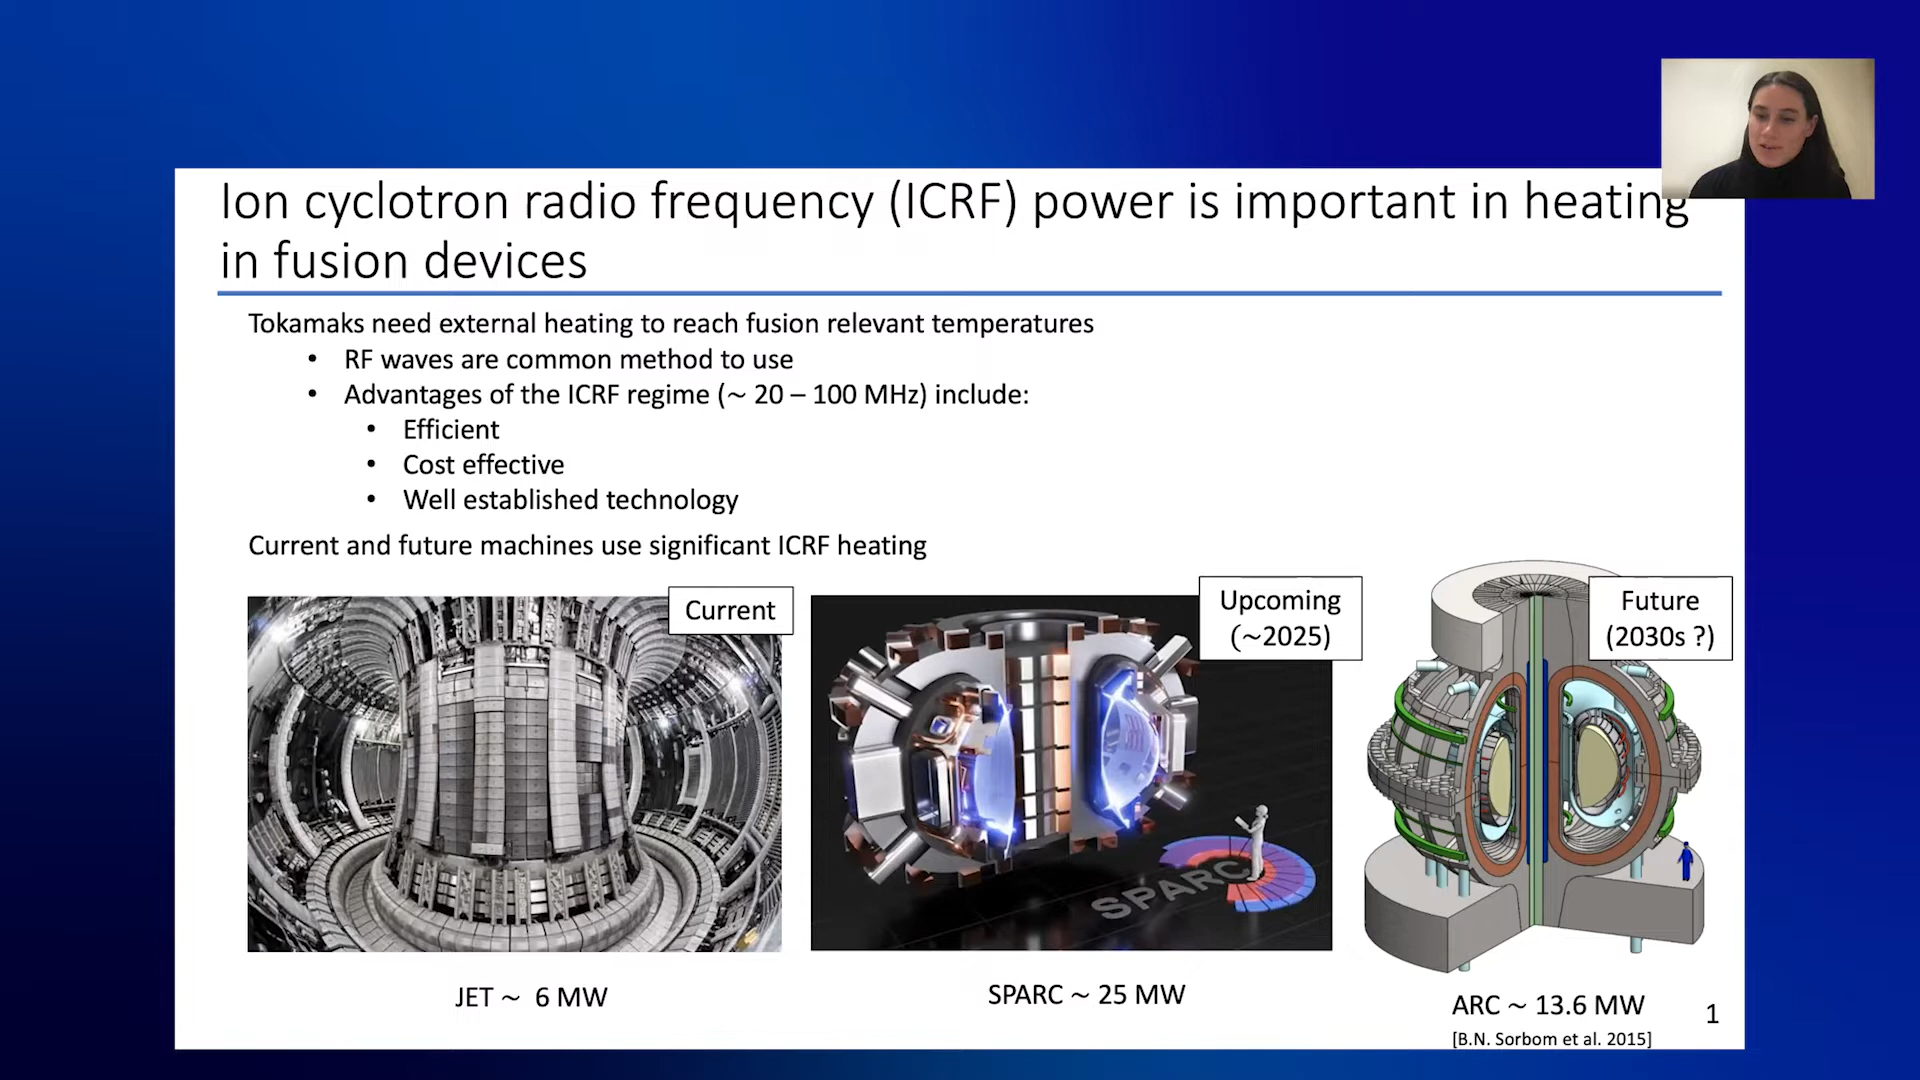 Ion cyclotron radio frequency (ICRF) power is important in heating
in fusion devices
Tokamaks need external heating to reach fusion relevant temperatures
• RF waves are common method to use
• Advantages of the ICRF regime (~ 20 – 100 MHz) include:
• Efficient
• Cost effective
• Well established technology
Current and future machines use significant ICRF heating
Current
Upcoming
(~2025)
Future
(2030s ?)
SPARC
JET ~ 6 MW
SPARC ~ 25 MW
ARC ~ 13.6 MW
[B.N. Sorbom et al. 2015]
1